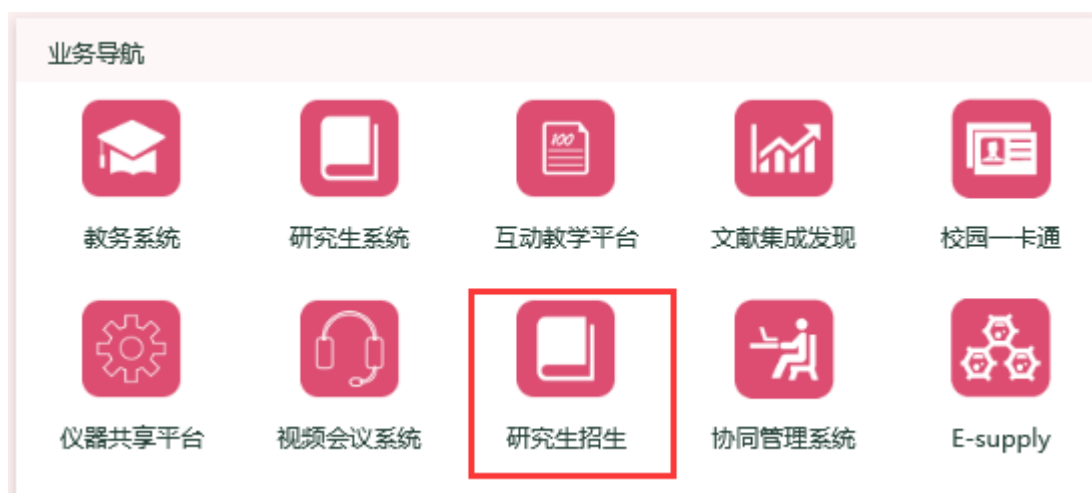 业务导航
100
教务系统 研究生系统 互动教学平台 文献集成发现 校园一卡通
仪器共享平台 视频会议系统 研究生招生 协同管理系统 E-supply